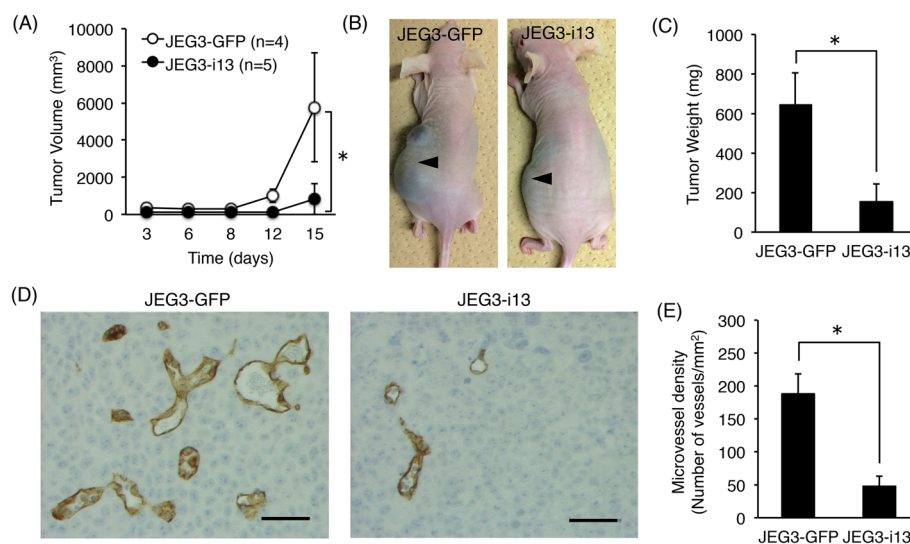 (A)
JEG3-GFP (n=4)
JEG3-i13 (n=5)
Tumor Volume (mm³)
10000
8000
6000
4000
2000
0
*
3 6 8 12 15
Time (days)
(B)
JEG3-GFP JEG3-i13
(C)
Tumor Weight (mg)
1000
800
600
400
200
0
*
JEG3-GFP JEG3-i13
(D)
JEG3-GFP JEG3-i13
(E)
Microvessel density
(Number of vessels/mm²)
300
250
200
150
100
50
0
*
JEG3-GFP JEG3-i13